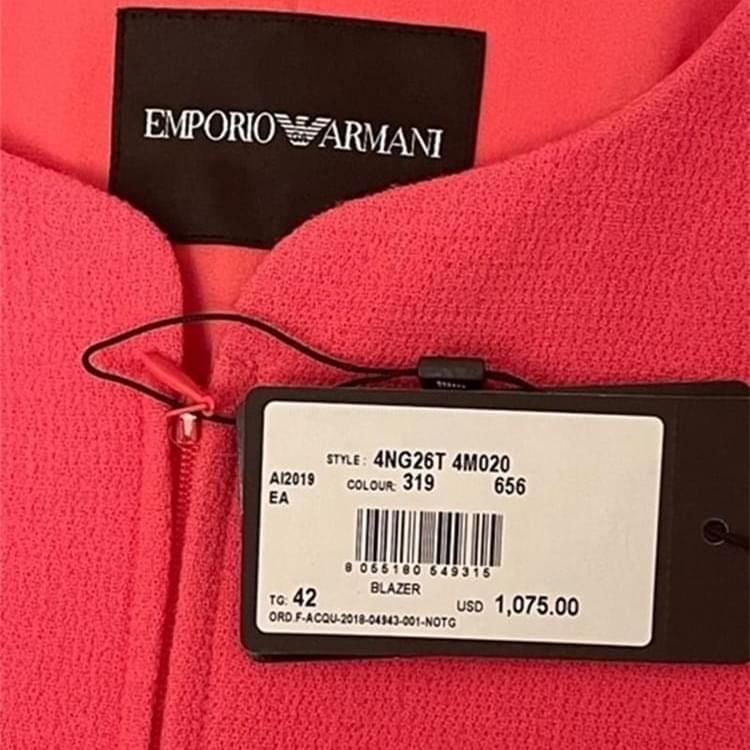 EMPORIO ARMANI
STYLE: 4NG26T 4M020
AI2019 COLOUR: 319 656
EA
8 055180 549315
BLAZER
TG: 42 USD 1,075.00
ORD.F-ACQU-2018-04943-001-NOTG